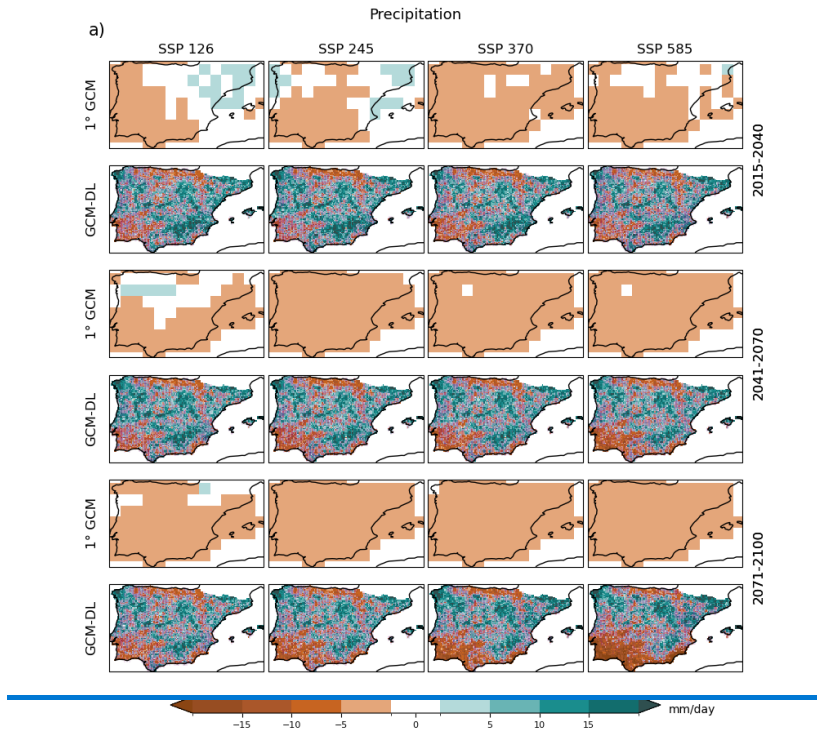 Precipitation
a)
SSP 126 SSP 245 SSP 370 SSP 585
1° GCM
GCM-DL
2015-2040
1° GCM
GCM-DL
2041-2070
1° GCM
GCM-DL
2071-2100
−15 −10 −5 0 5 10 15
mm/day